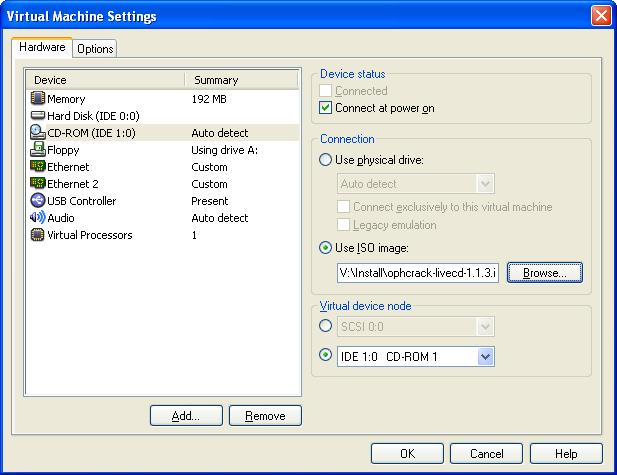 Virtual Machine Settings
Hardware
Options
Device Summary
Memory 192 MB
Hard Disk (IDE 0:0)
CD-ROM (IDE 1:0) Auto detect
Floppy Using drive A:
Ethernet Custom
Ethernet 2 Custom
USB Controller Present
Audio Auto detect
Virtual Processors 1
Add...
Remove
Device status
Connected
Connect at power on
Connection
Use physical drive:
Auto detect
Connect exclusively to this virtual machine
Legacy emulation
Use ISO image:
V:\Install\ophcrack-livecd-1.1.3.i
Browse...
Virtual device node
SCSI 0:0
IDE 1:0 CD-ROM 1
OK
Cancel
Help